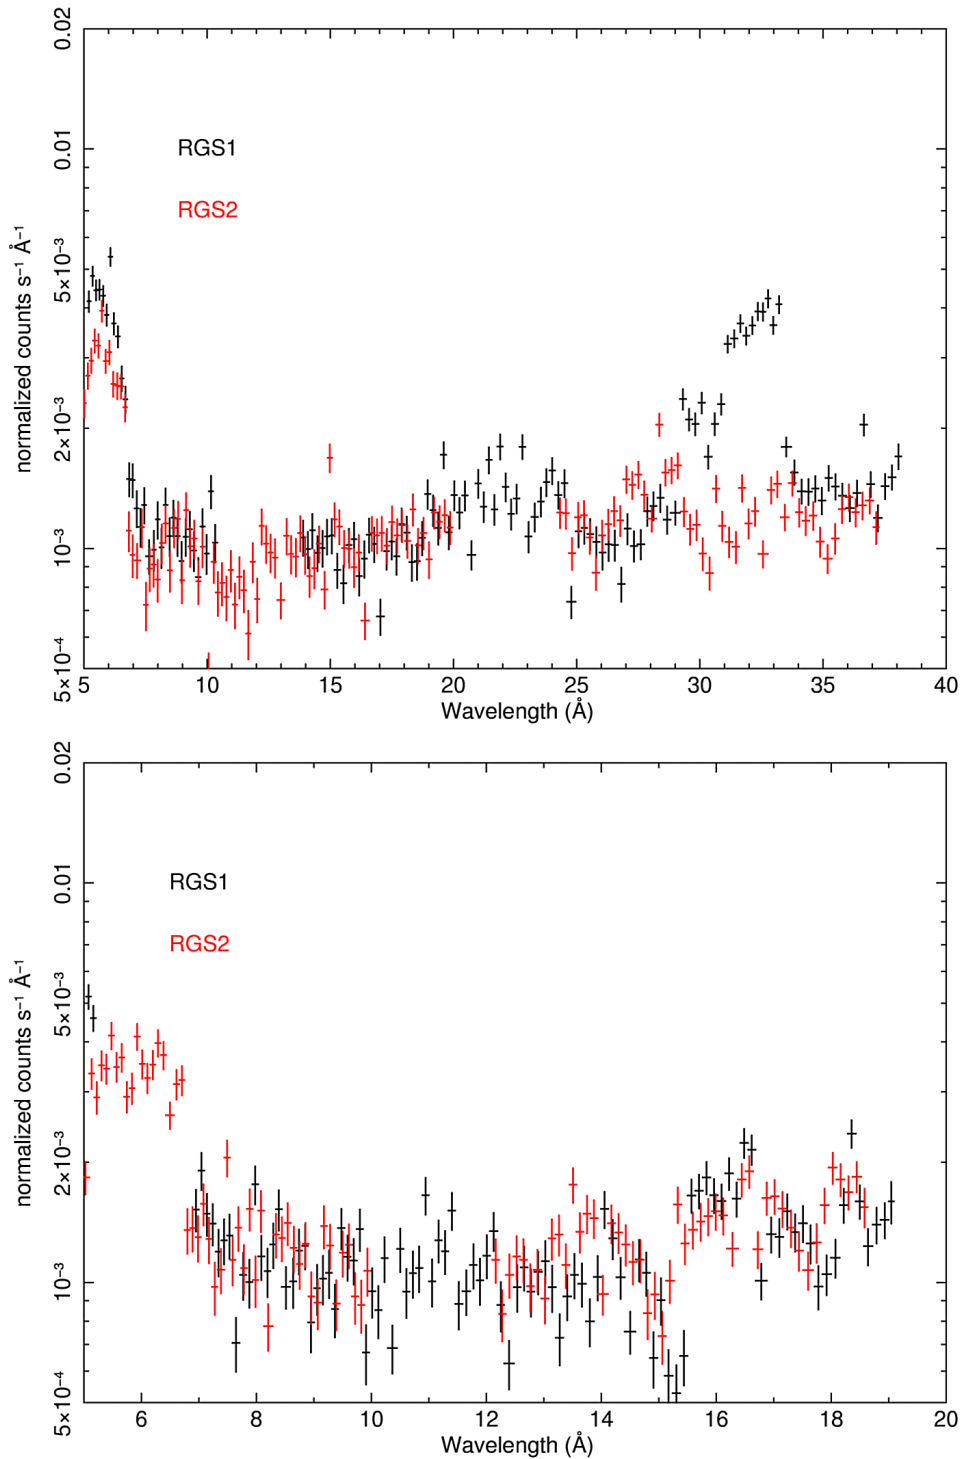 0.02
0.01
5×10⁻³
2×10⁻³
10⁻³
5×10⁻⁴
normalized counts s⁻¹ Å⁻¹
RGS1
RGS2
5 10 15 20 25 30 35 40
Wavelength (Å)
0.02
0.01
5×10⁻³
2×10⁻³
10⁻³
5×10⁻⁴
normalized counts s⁻¹ Å⁻¹
RGS1
RGS2
6 8 10 12 14 16 18 20
Wavelength (Å)